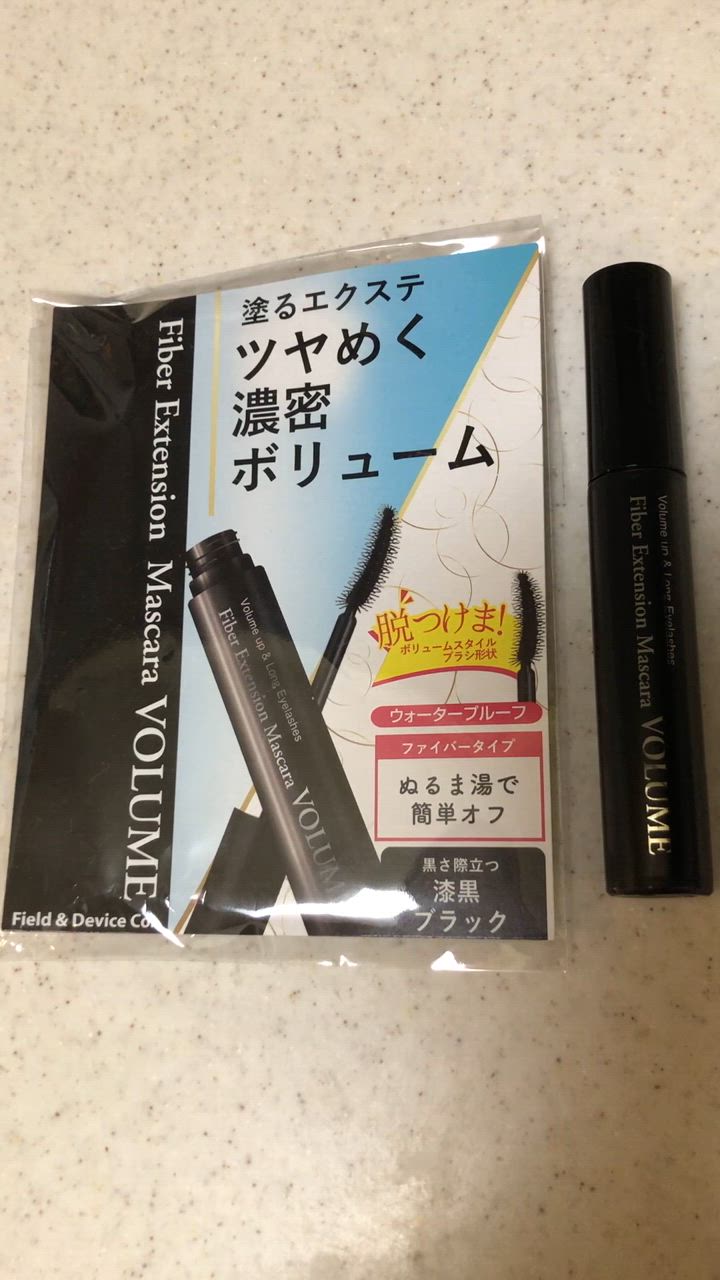 塗るエクステ
ツヤめく
濃密
ボリューム
Fiber Extension Mascara VOLUME
Volume up & Long Eyelashes
Fiber Extension Mascara VOLUM
脱つけま!
ボリュームスタイル
ブラシ形状
ウォータープルーフ
ファイバータイプ
ぬるま湯で
簡単オフ
黒さ際立つ
漆黒
ブラック
Field & Device Co.
Volume up & Long Eyelashes
Fiber Extension Mascara VOLUME